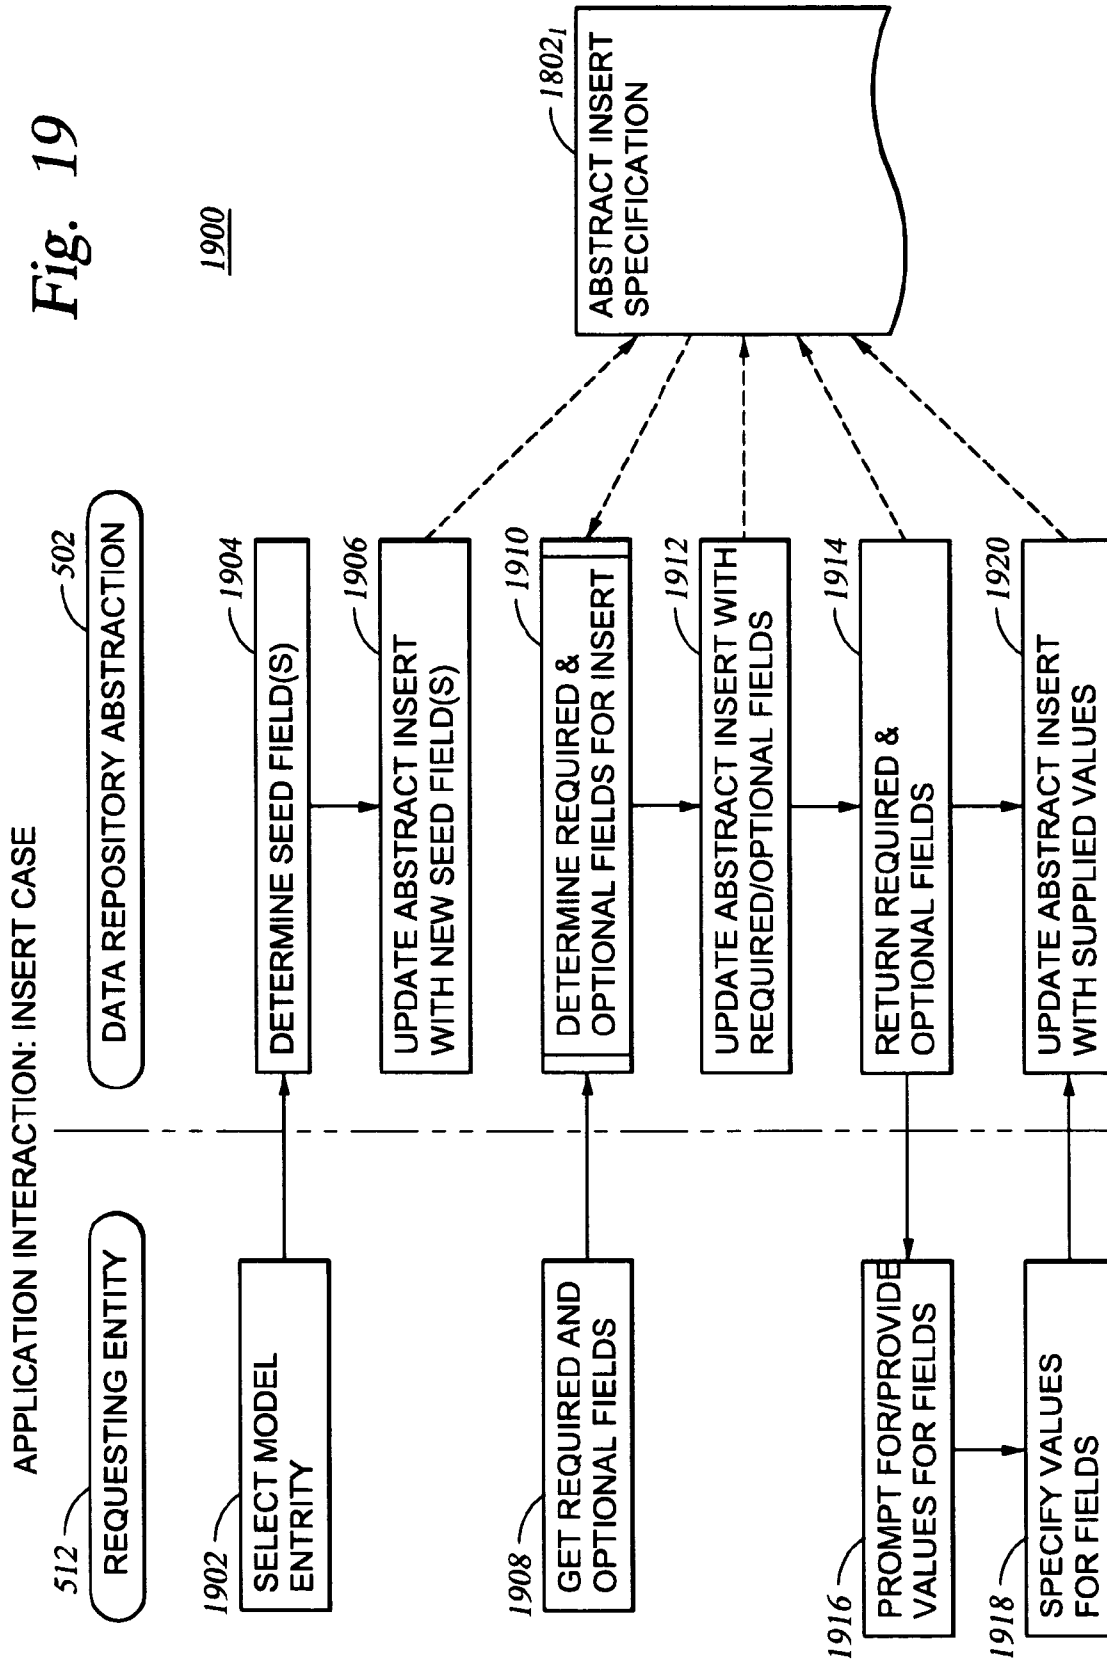 Fig. 19
1900
APPLICATION INTERACTION: INSERT CASE
512
REQUESTING ENTITY
502
DATA REPOSITORY ABSTRACTION
1902
SELECT MODEL
ENTITY
1904
DETERMINE SEED FIELD(S)
1906
UPDATE ABSTRACT INSERT
WITH NEW SEED FIELD(S)
1908
GET REQUIRED AND
OPTIONAL FIELDS
1910
DETERMINE REQUIRED &
OPTIONAL FIELDS FOR INSERT
1912
UPDATE ABSTRACT INSERT WITH
REQUIRED/OPTIONAL FIELDS
1914
RETURN REQUIRED &
OPTIONAL FIELDS
1916
PROMPT FOR/PROVIDE
VALUES FOR FIELDS
1918
SPECIFY VALUES
FOR FIELDS
1920
UPDATE ABSTRACT INSERT
WITH SUPPLIED VALUES
1802₁
ABSTRACT INSERT
SPECIFICATION